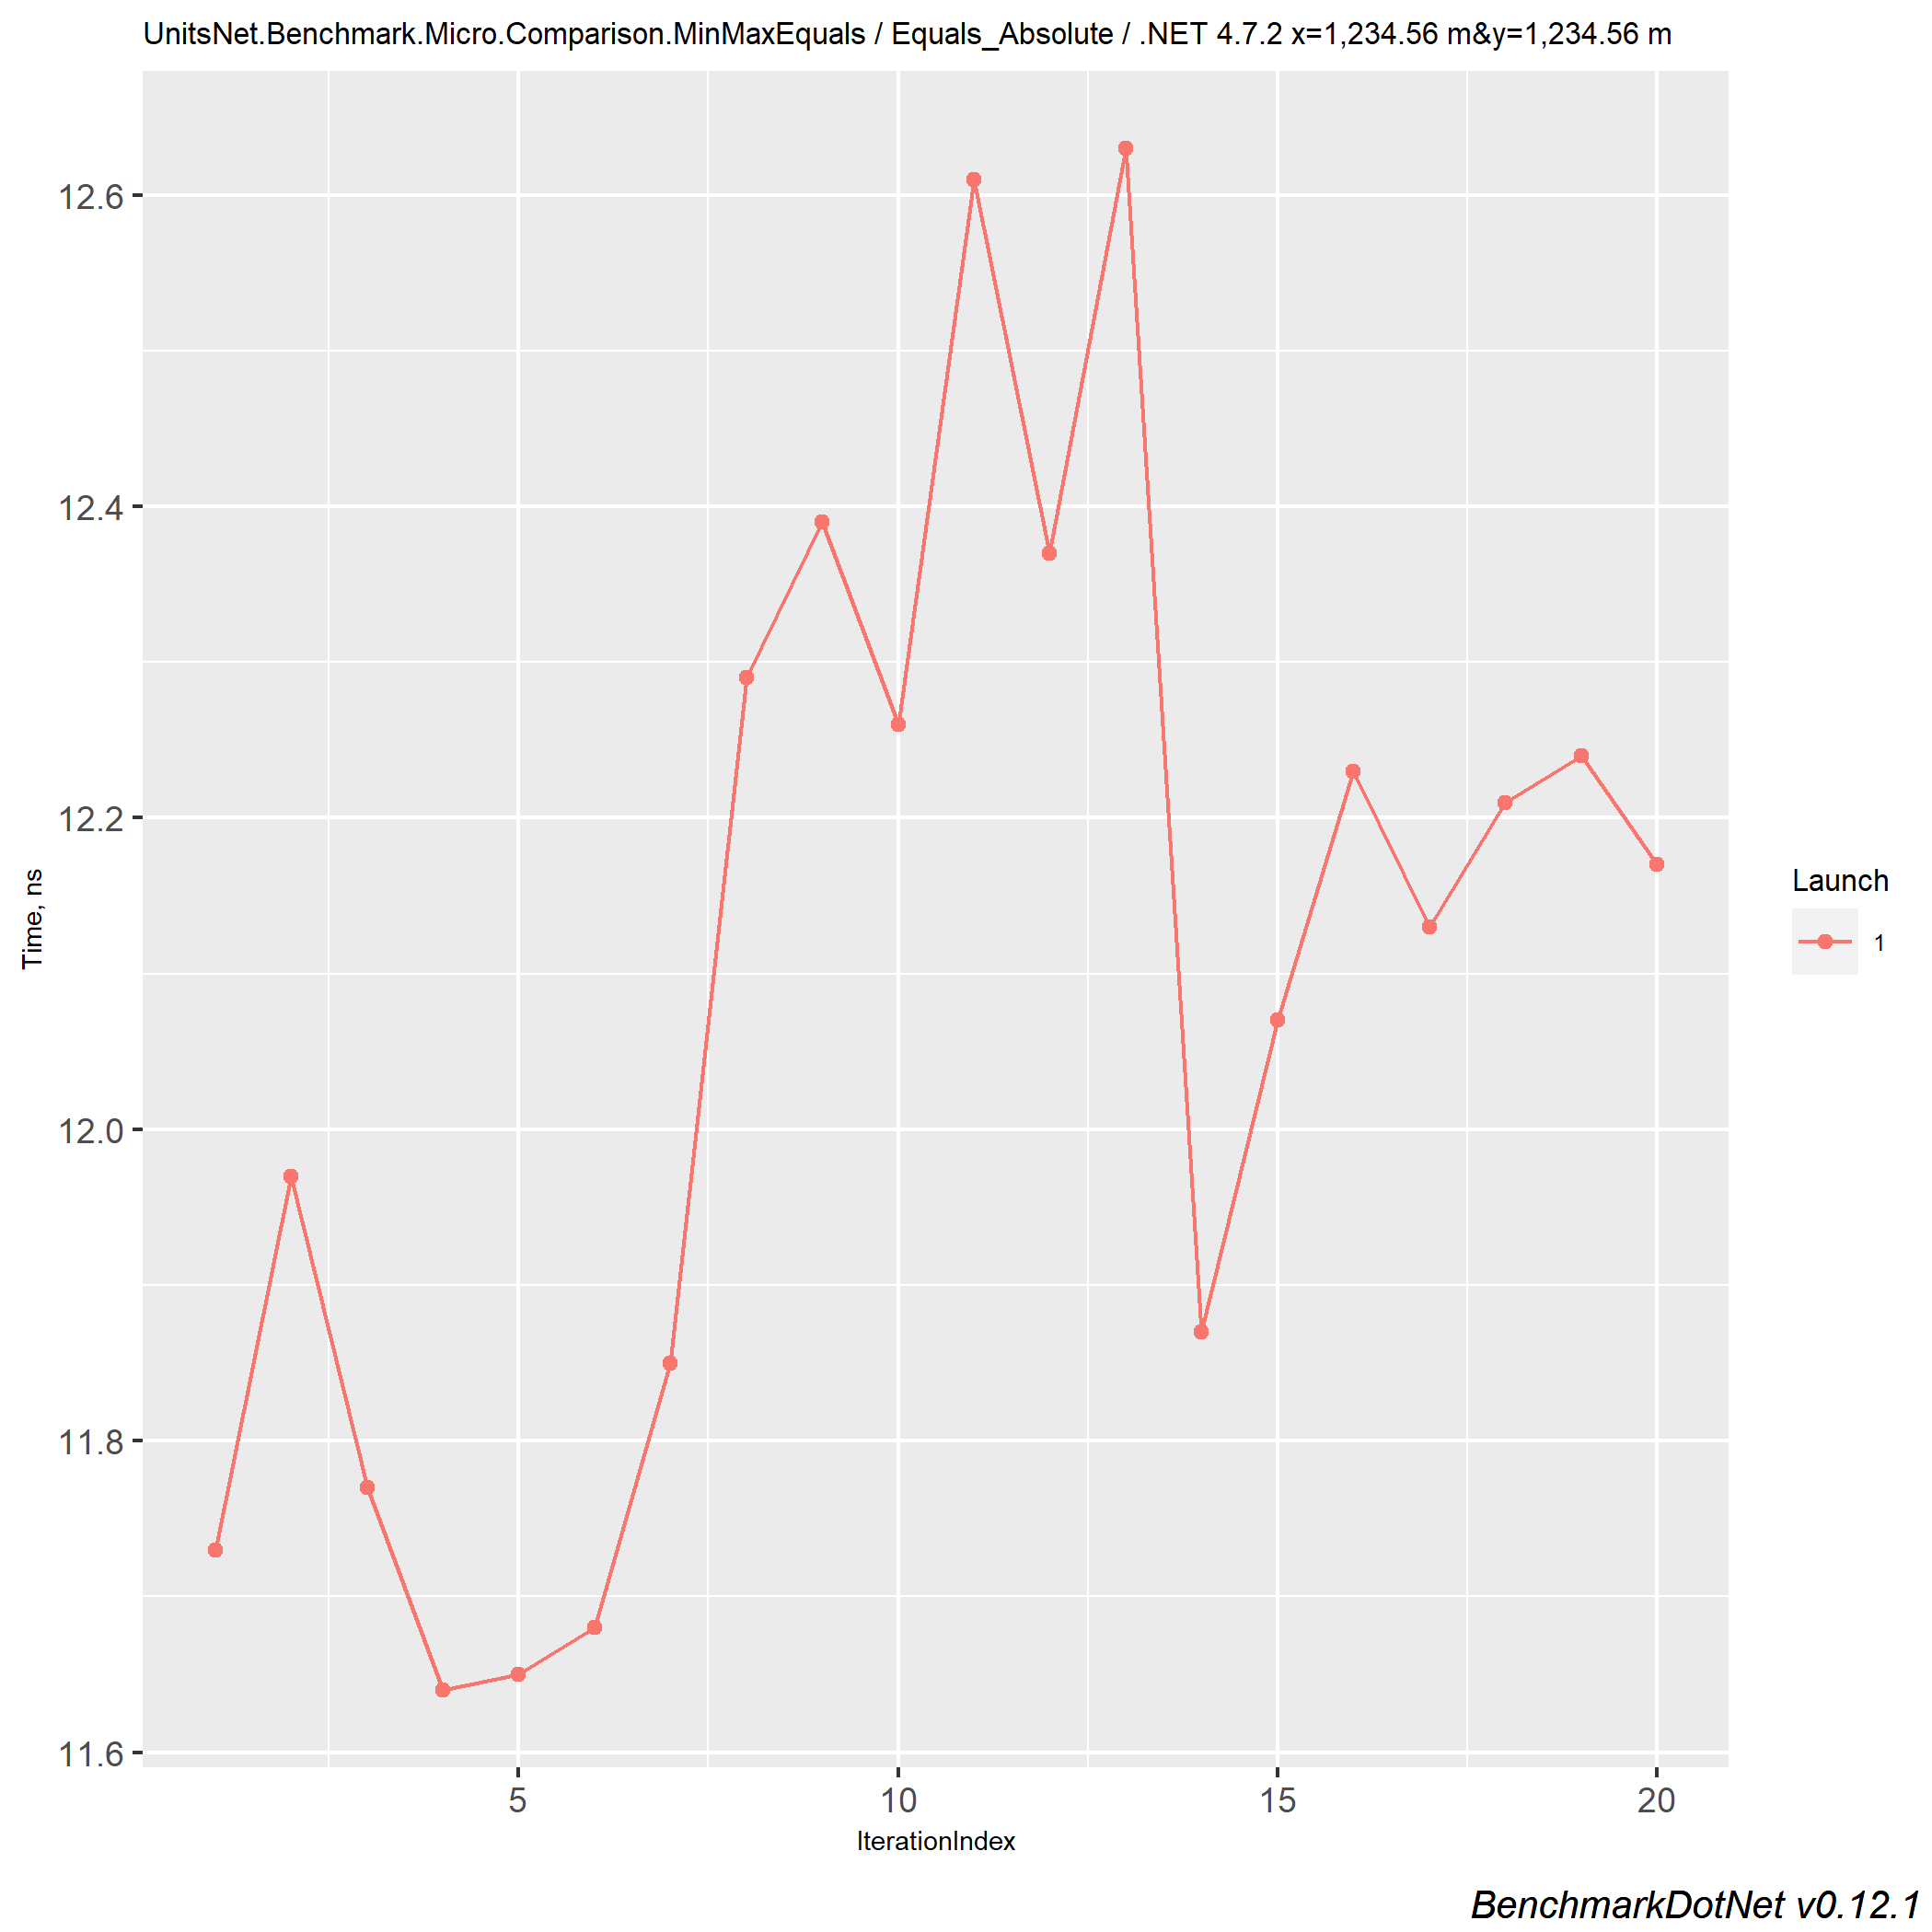 UnitsNet.Benchmark.Micro.Comparison.MinMaxEquals / Equals_Absolute / .NET 4.7.2 x=1,234.56 m&y=1,234.56 m
12.6
12.4
12.2
12.0
11.8
11.6
Time, ns
5 10 15 20
IterationIndex
Launch
1
BenchmarkDotNet v0.12.1